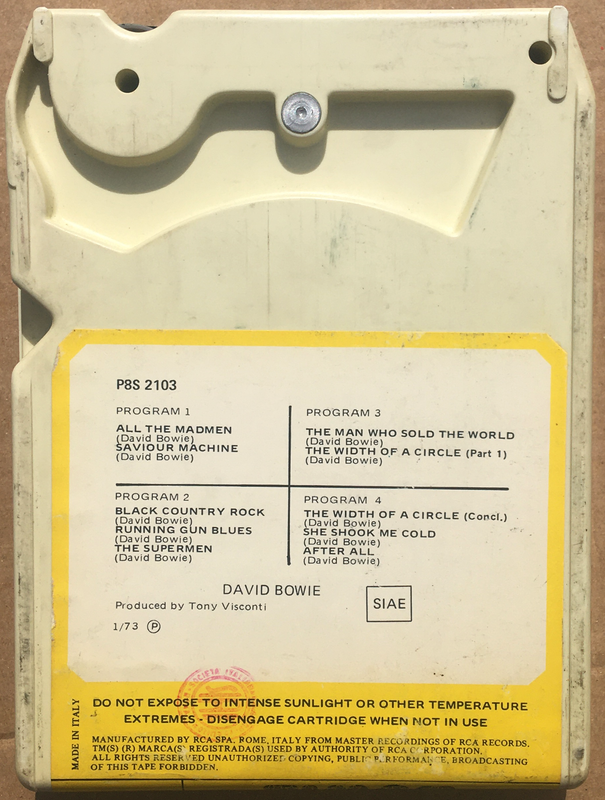 P8S 2103
PROGRAM 1
ALL THE MADMEN
(David Bowie)
SAVIOUR MACHINE
(David Bowie)
PROGRAM 3
THE MAN WHO SOLD THE WORLD
(David Bowie)
THE WIDTH OF A CIRCLE (Part 1)
(David Bowie)
PROGRAM 2
BLACK COUNTRY ROCK
(David Bowie)
RUNNING GUN BLUES
(David Bowie)
THE SUPERMEN
(David Bowie)
PROGRAM 4
THE WIDTH OF A CIRCLE (Concl.)
(David Bowie)
SHE SHOOK ME COLD
(David Bowie)
AFTER ALL
(David Bowie)
DAVID BOWIE
Produced by Tony Visconti
SIAE
1/73 Ⓟ
MADE IN ITALY
DO NOT EXPOSE TO INTENSE SUNLIGHT OR OTHER TEMPERATURE
EXTREMES - DISENGAGE CARTRIDGE WHEN NOT IN USE
MANUFACTURED BY RCA SPA. ROME, ITALY FROM MASTER RECORDINGS OF RCA RECORDS.
TM(S) (R) MARCA(S) REGISTRADA(S) USED BY AUTHORITY OF RCA CORPORATION.
ALL RIGHTS RESERVED UNAUTHORIZED COPYING, PUBLIC PERFORMANCE, BROADCASTING
OF THIS TAPE FORBIDDEN.